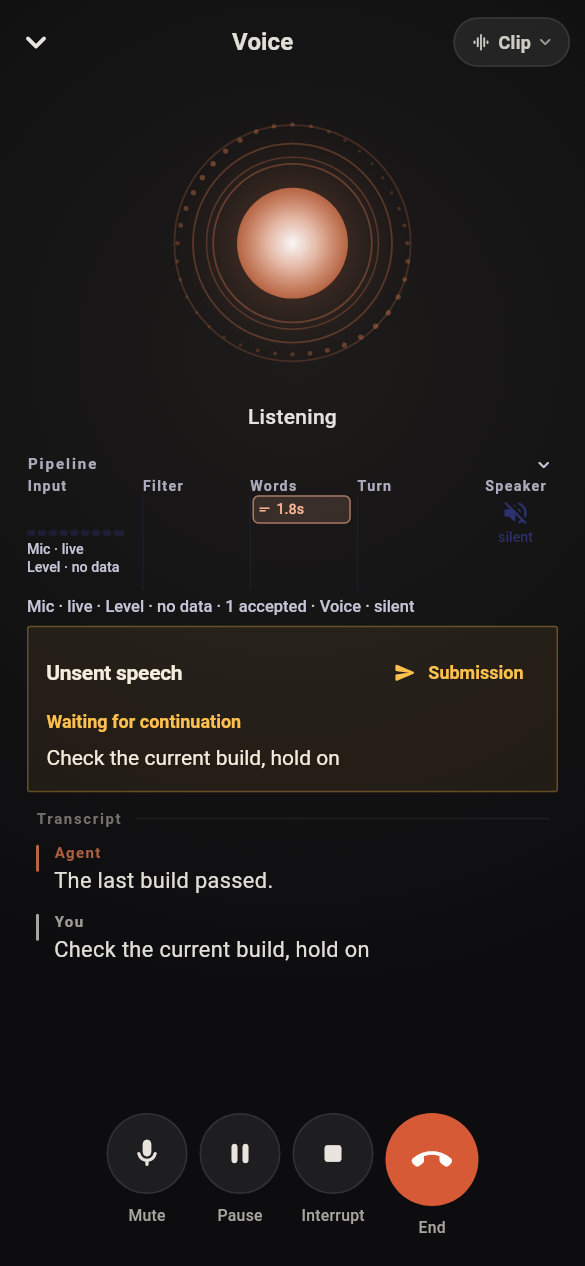 Voice
Clip
Listening
Pipeline
Input Filter Words Turn Speaker
1.8s
silent
Mic · live
Level · no data
Mic · live · Level · no data · 1 accepted · Voice · silent
Unsent speech
Submission
Waiting for continuation
Check the current build, hold on
Transcript
Agent
The last build passed.
You
Check the current build, hold on
Mute Pause Interrupt End